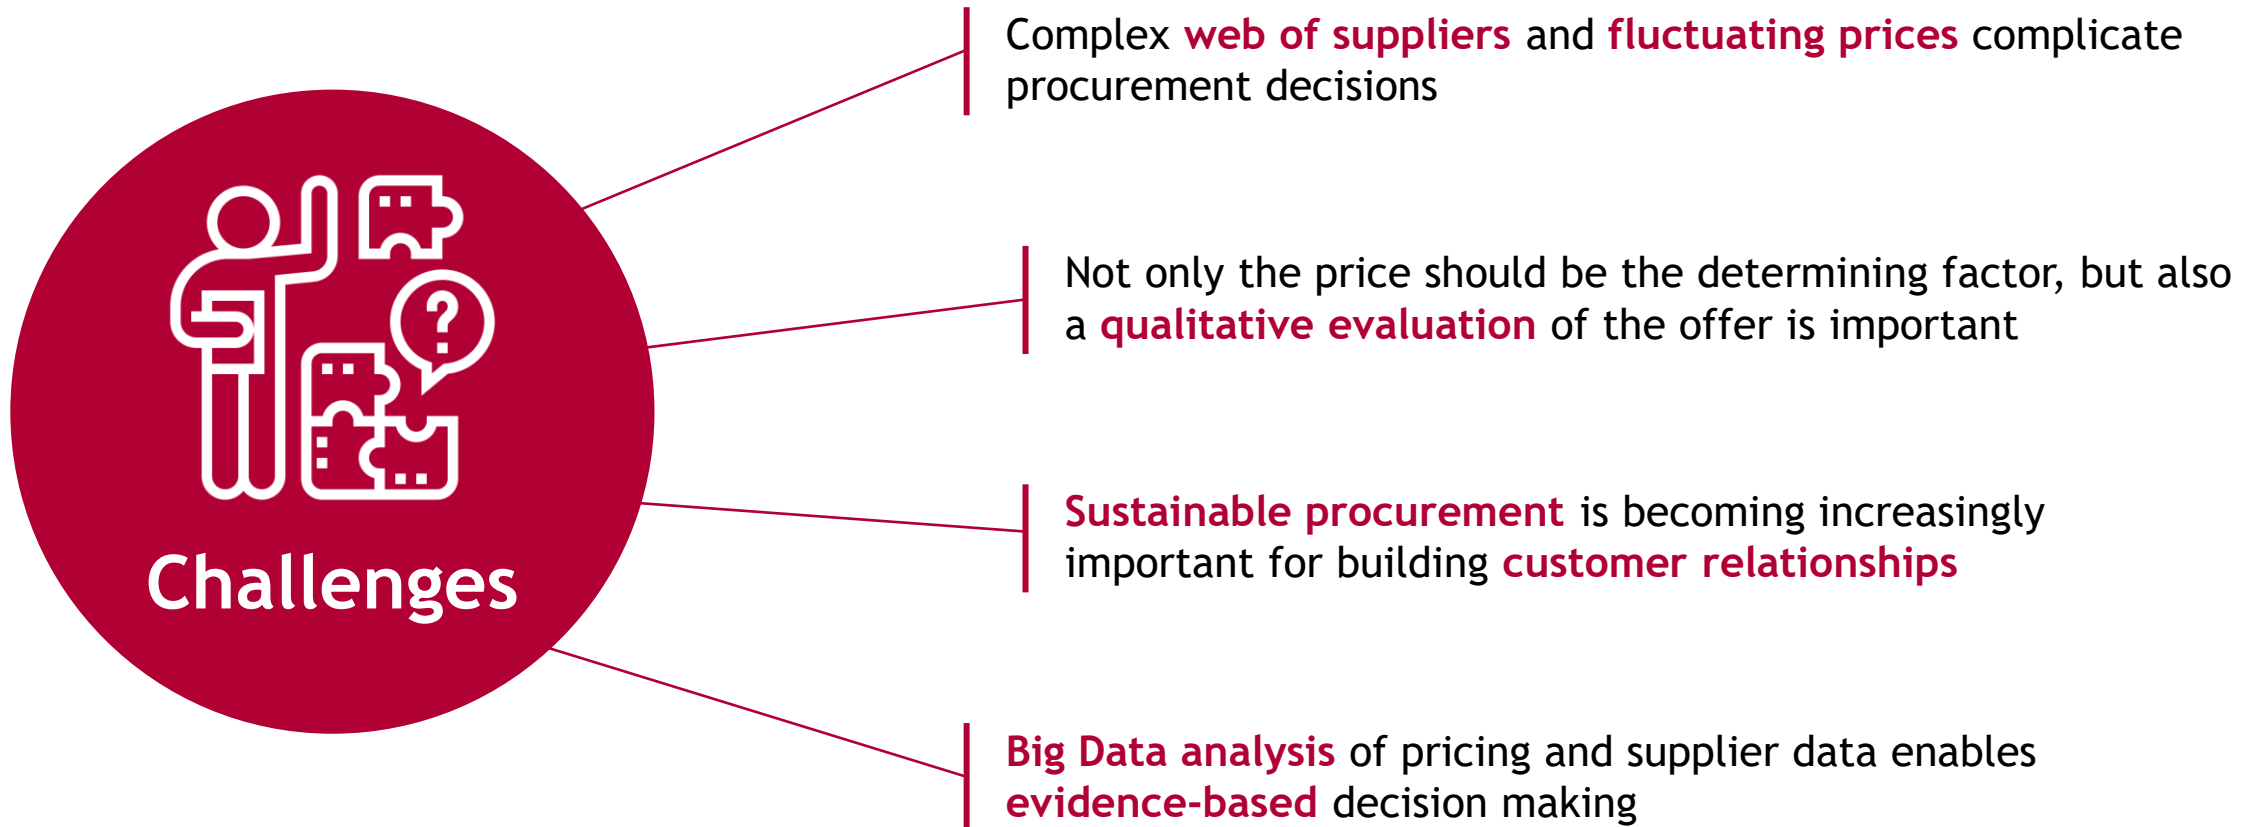 Complex web of suppliers and fluctuating prices complicate
procurement decisions
Not only the price should be the determining factor, but also
a qualitative evaluation of the offer is important
?
Challenges
Sustainable procurement is becoming increasingly
important for building customer relationships
Big Data analysis of pricing and supplier data enables
evidence-based decision making